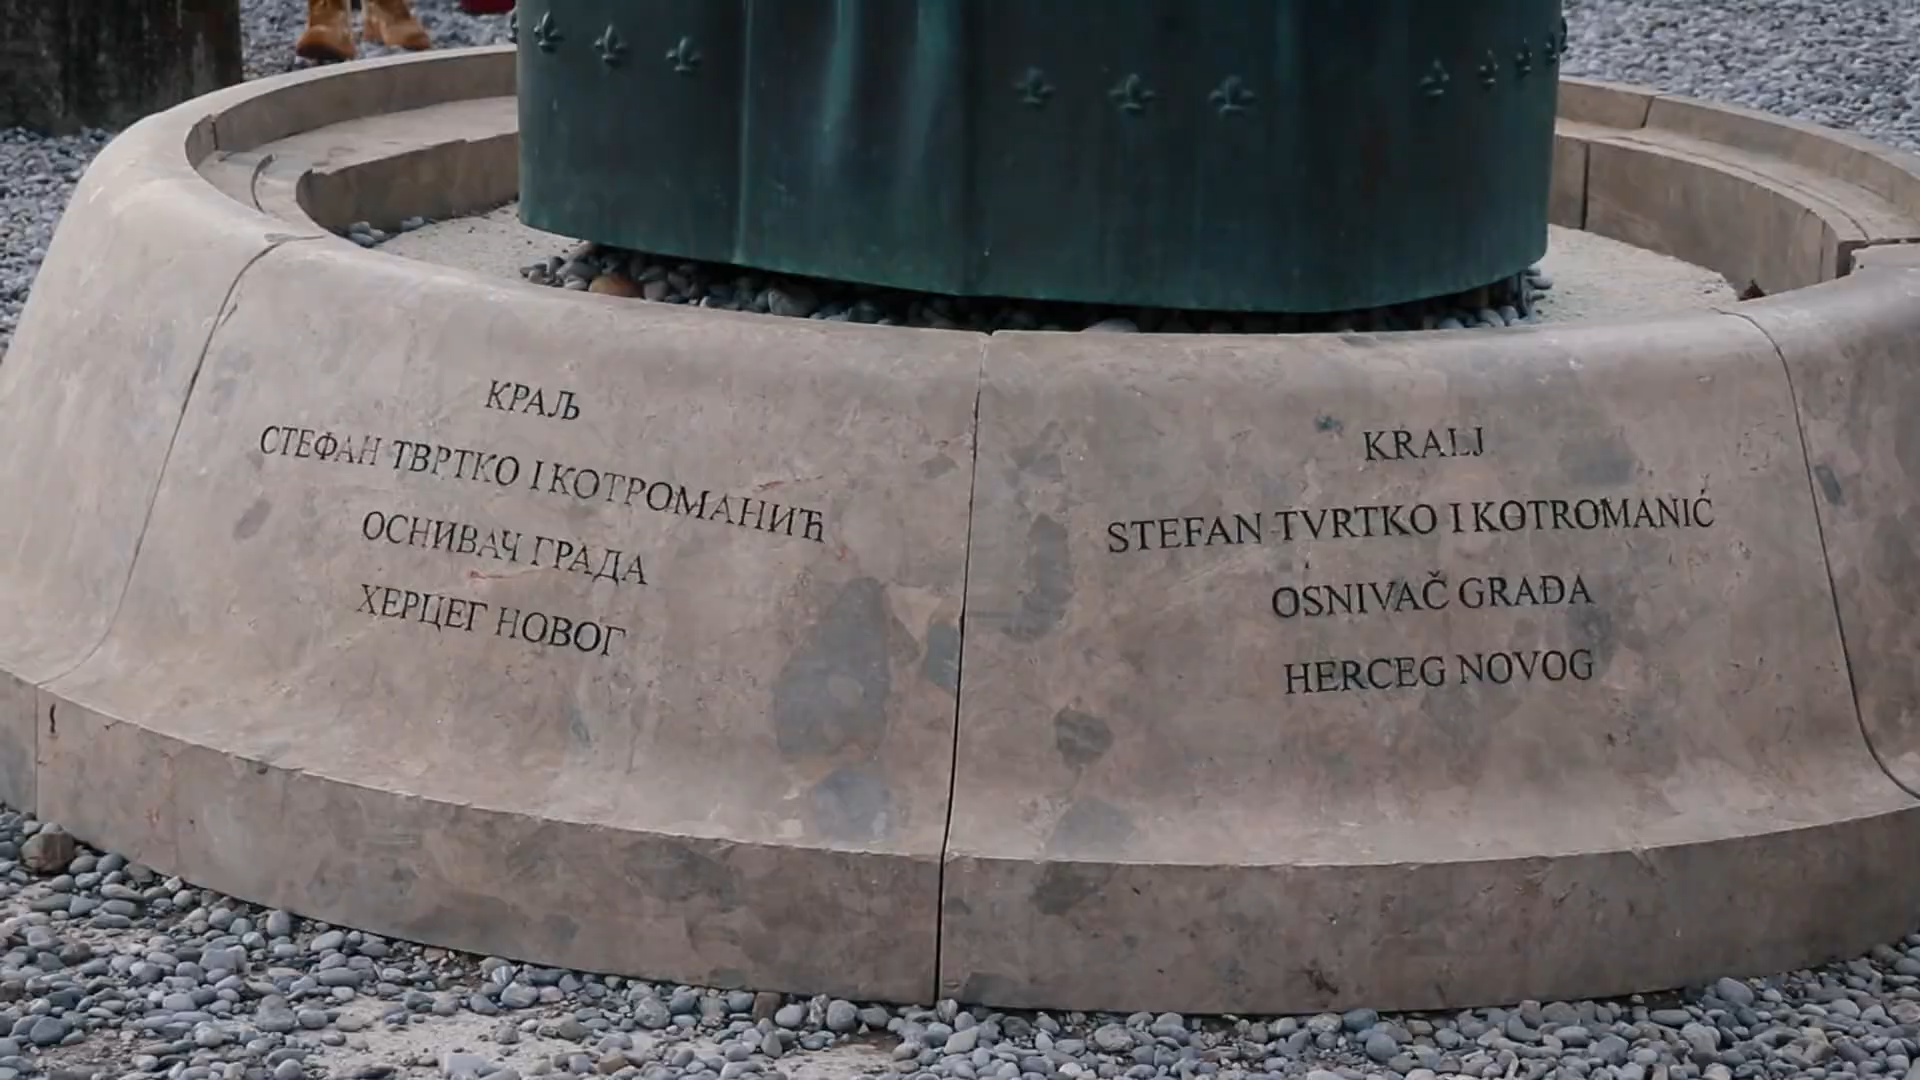 КРАЉ
СТЕФАН ТВРТКО I КОТРОМАНИЋ
ОСНИВАЧ ГРАДА
ХЕРЦЕГ НОВОГ
KRALJ
STEFAN TVRTKO I KOTROMANIĆ
OSNIVAČ GRAĐA
HERCEG NOVOG